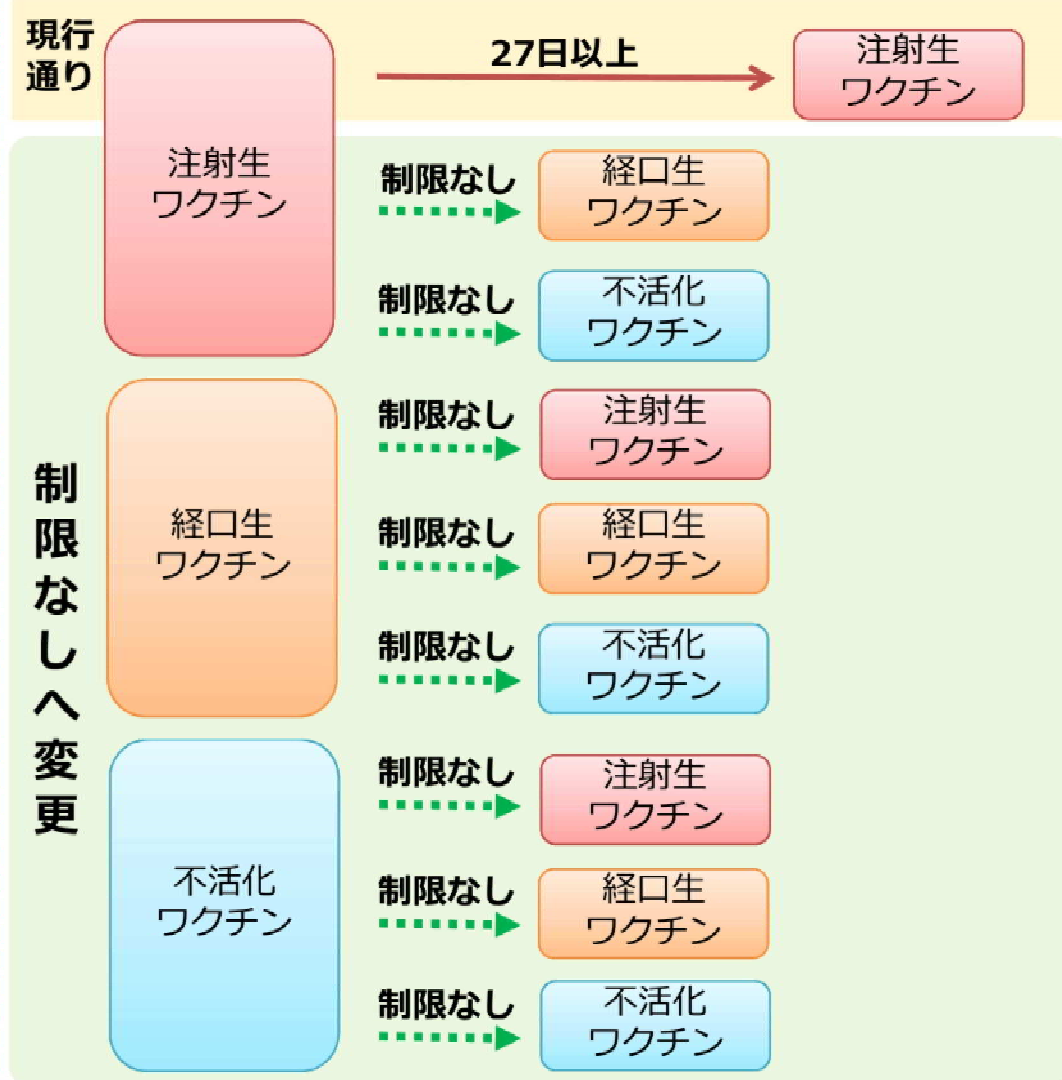 現行
通り
注射生
ワクチン
27日以上
注射生
ワクチン
制限なしへ変更
制限なし
経口生
ワクチン
制限なし
不活化
ワクチン
経口生
ワクチン
制限なし
注射生
ワクチン
制限なし
経口生
ワクチン
制限なし
不活化
ワクチン
不活化
ワクチン
制限なし
注射生
ワクチン
制限なし
経口生
ワクチン
制限なし
不活化
ワクチン